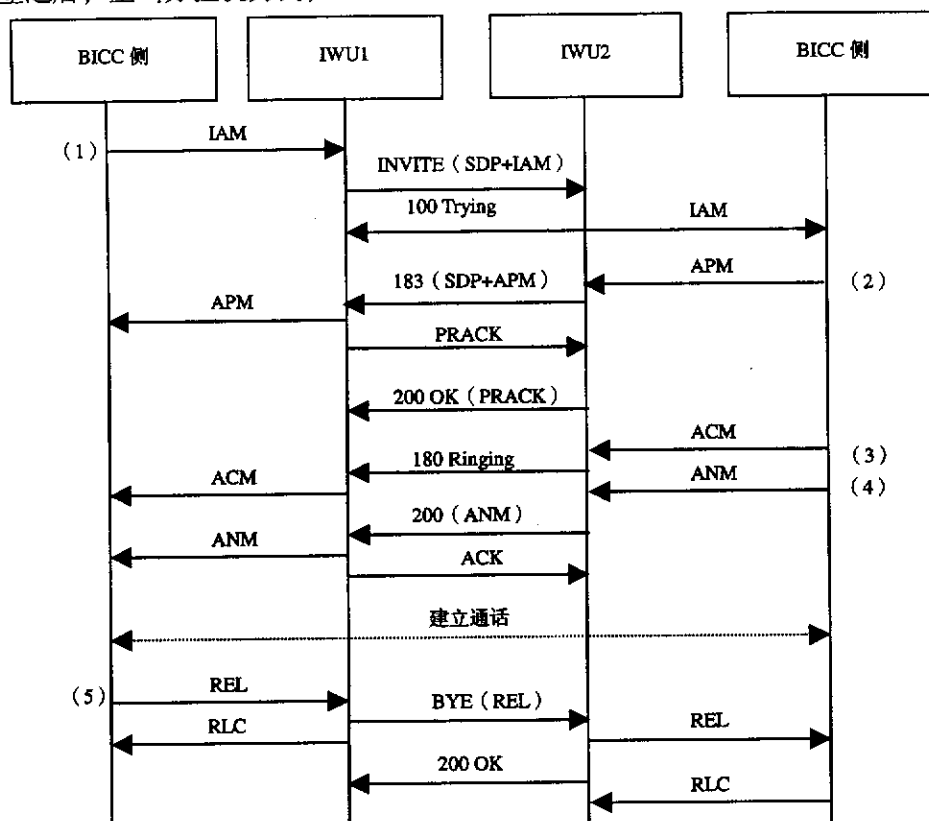 BICC 侧
IWU1
IWU2
BICC 侧
(1)
IAM
INVITE(SDP+IAM)
100 Trying
IAM
APM
(2)
183(SDP+APM)
APM
PRACK
200 OK(PRACK)
ACM
(3)
180 Ringing
ANM
(4)
ACM
200(ANM)
ANM
ACK
建立通话
(5)
REL
BYE(REL)
RLC
REL
200 OK
RLC